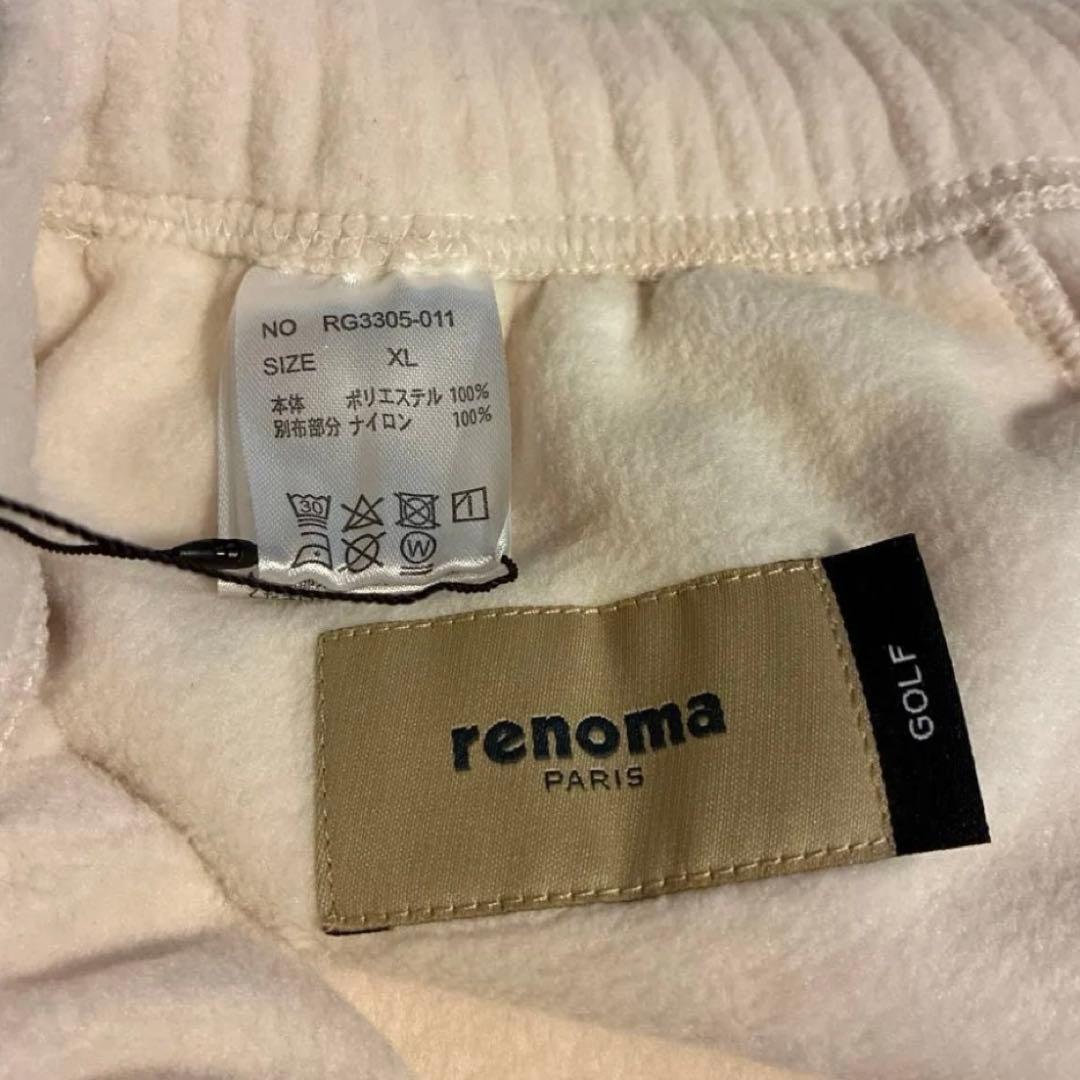 NO RG3305-011
SIZE XL
本体 ポリエステル 100%
別布部分 ナイロン 100%
30
W
renoma
PARIS
GOLF